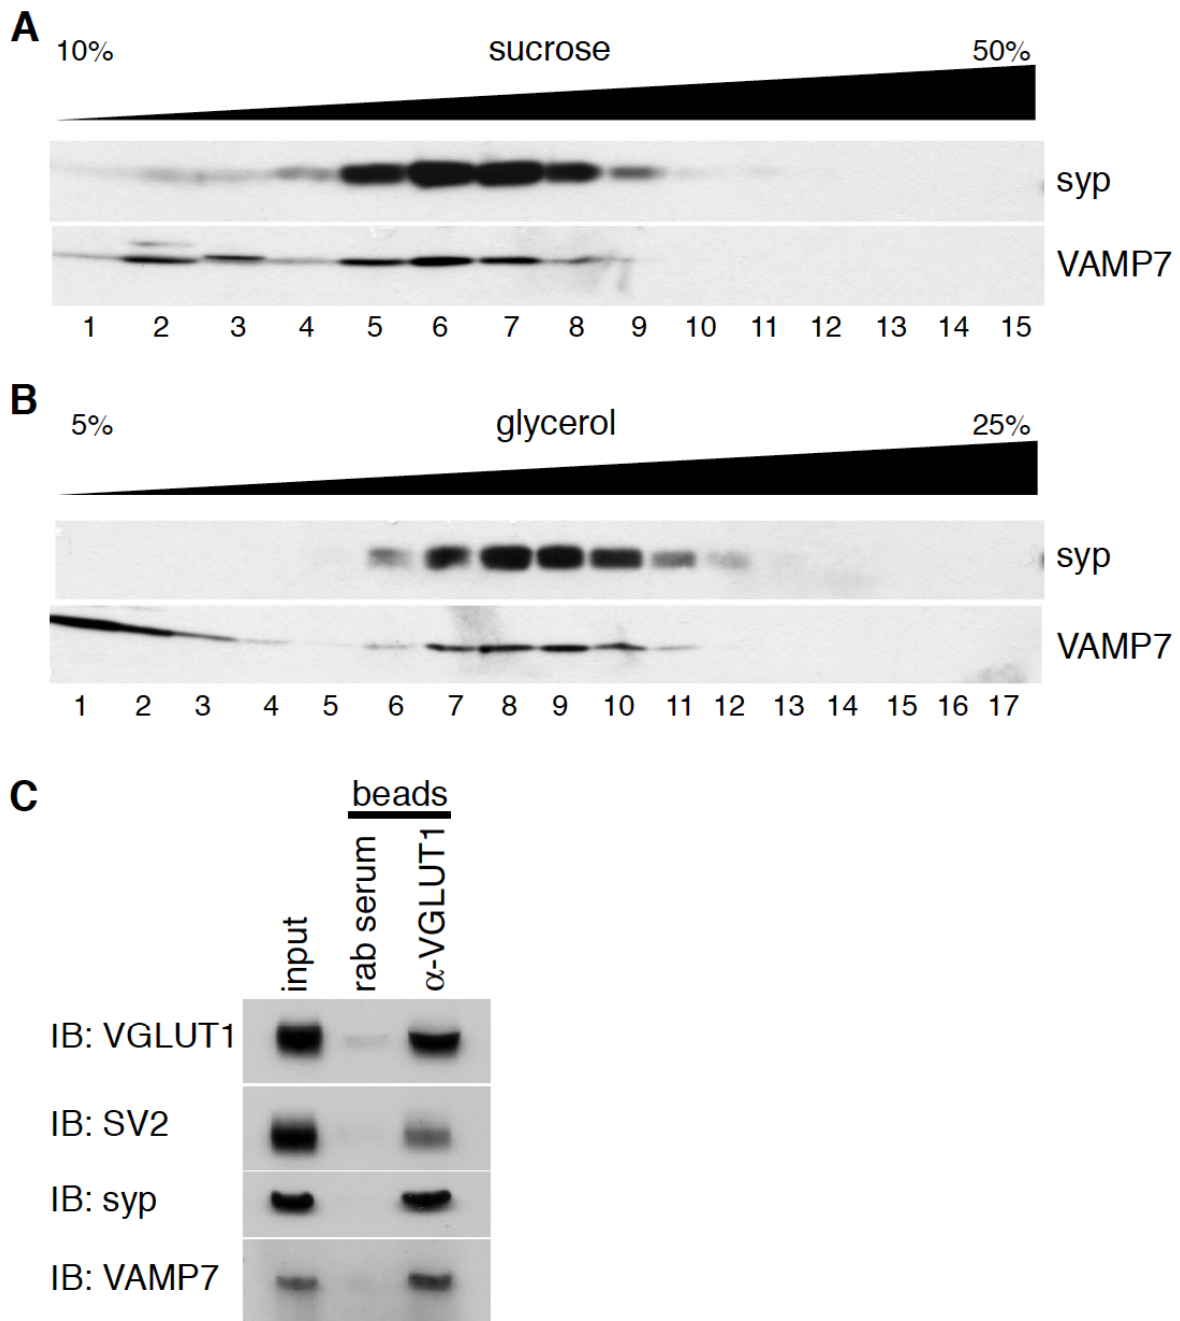 A
10% sucrose 50%
syp
VAMP7
1 2 3 4 5 6 7 8 9 10 11 12 13 14 15
B
5% glycerol 25%
syp
VAMP7
1 2 3 4 5 6 7 8 9 10 11 12 13 14 15 16 17
C
beads
input
rab serum
α-VGLUT1
IB: VGLUT1
IB: SV2
IB: syp
IB: VAMP7